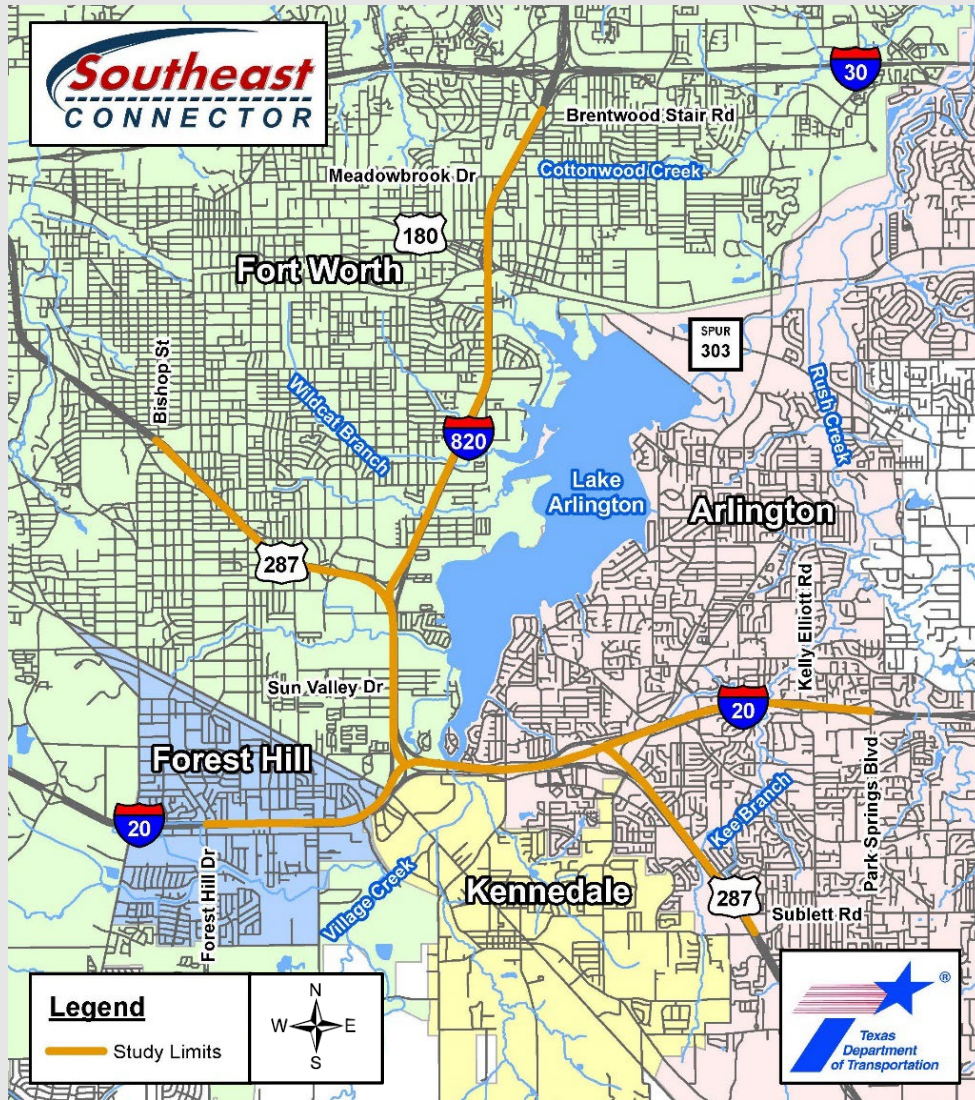 Southeast
CONNECTOR
30
Brentwood Stair Rd
Cottonwood Creek
Meadowbrook Dr
180
Fort Worth
SPUR
303
Bishop St
Wildcat Branch
Rush Creek
820
Lake
Arlington
Arlington
287
Kelly Elliott Rd
Sun Valley Dr
20
Forest Hill
20
Park Springs Blvd
Kee Branch
Forest Hill Dr
Village Creek
Kennedale
287
Sublett Rd
Legend
Study Limits
N
W E
S
®
Texas
Department
of Transportation